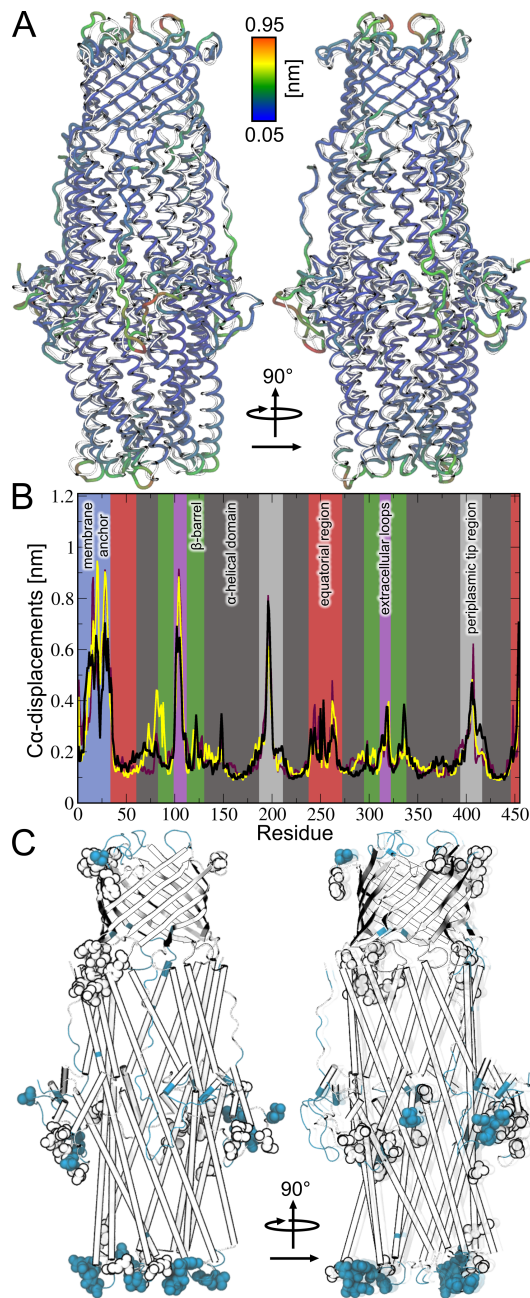 A
0.95
[nm]
0.05
90°
B
Cα-displacements [nm]
1.2
1
0.8
0.6
0.4
0.2
0
membrane
anchor
β-barrel
α-helical domain
equatorial region
extracellular loops
periplasmic tip region
0 50 100 150 200 250 300 350 400 450
Residue
C
90°